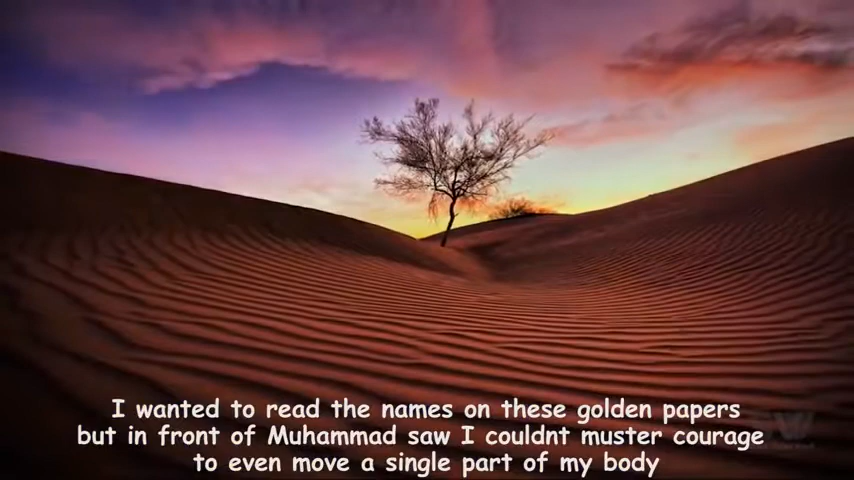 I wanted to read the names on these golden papers
but in front of Muhammad saw I couldnt muster courage
to even move a single part of my body